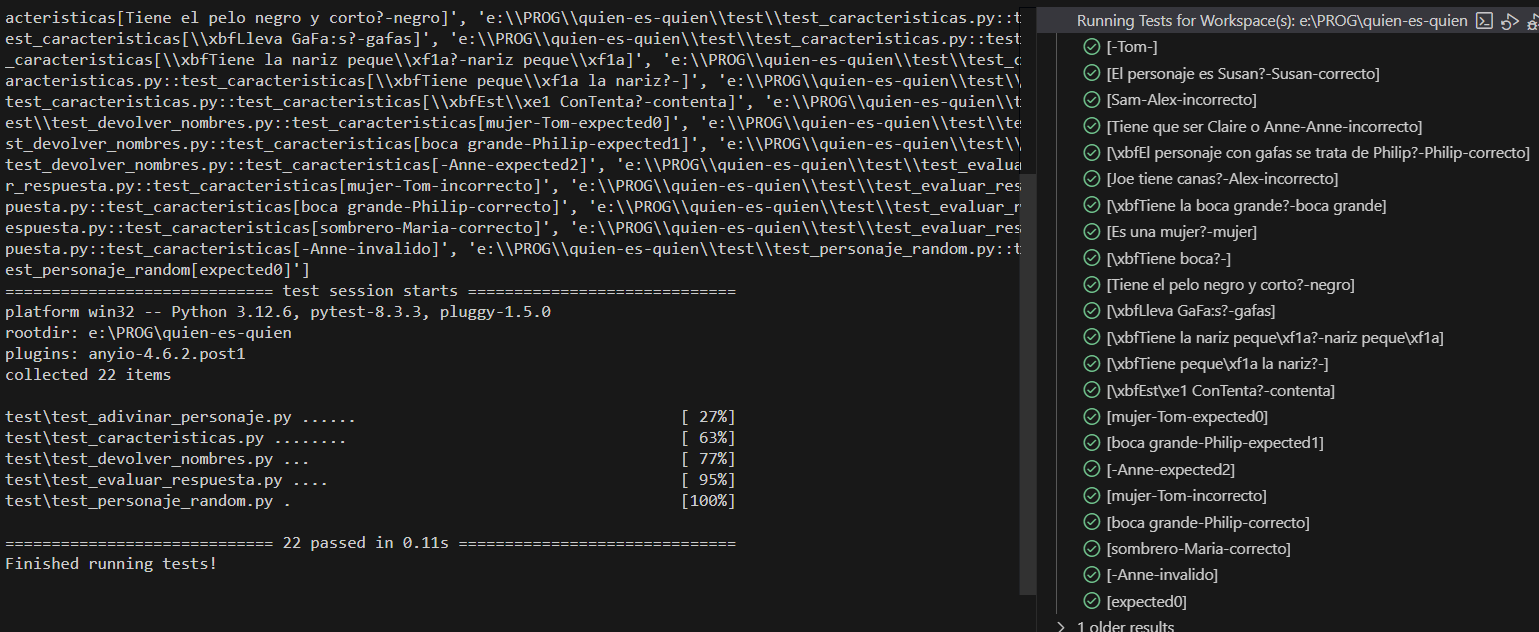 acteristicas[Tiene el pelo negro y corto?-negro]', 'e:\\PROG\\quien-es-quien\\test\\test_caracteristicas.py::t
est_caracteristicas[\\xbfLleva GaFa:s?-gafas]', 'e:\\PROG\\quien-es-quien\\test\\test_caracteristicas.py::test
_caracteristicas[\\xbfTiene la nariz peque\\xf1a?-nariz peque\\xf1a]', 'e:\\PROG\\quien-es-quien\\test\\test_c
aracteristicas.py::test_caracteristicas[\\xbfTiene peque\\xf1a la nariz?-]', 'e:\\PROG\\quien-es-quien\\test\\
test_caracteristicas.py::test_caracteristicas[\\xbfEst\\xe1 ConTenta?-contenta]', 'e:\\PROG\\quien-es-quien\\t
est\\test_devolver_nombres.py::test_caracteristicas[mujer-Tom-expected0]', 'e:\\PROG\\quien-es-quien\\test\\te
st_devolver_nombres.py::test_caracteristicas[boca grande-Philip-expected1]', 'e:\\PROG\\quien-es-quien\\test\\
test_devolver_nombres.py::test_caracteristicas[-Anne-expected2]', 'e:\\PROG\\quien-es-quien\\test\\test_evalua
r_respuesta.py::test_caracteristicas[mujer-Tom-incorrecto]', 'e:\\PROG\\quien-es-quien\\test\\test_evaluar_res
puesta.py::test_caracteristicas[boca grande-Philip-correcto]', 'e:\\PROG\\quien-es-quien\\test\\test_evaluar_r
espuesta.py::test_caracteristicas[sombrero-Maria-correcto]', 'e:\\PROG\\quien-es-quien\\test\\test_evaluar_res
puesta.py::test_caracteristicas[-Anne-invalido]', 'e:\\PROG\\quien-es-quien\\test\\test_personaje_random.py::t
est_personaje_random[expected0]']
============================= test session starts =============================
platform win32 -- Python 3.12.6, pytest-8.3.3, pluggy-1.5.0
rootdir: e:\PROG\quien-es-quien
plugins: anyio-4.6.2.post1
collected 22 items
test\test_adivinar_personaje.py ...... [ 27%]
test\test_caracteristicas.py ........ [ 63%]
test\test_devolver_nombres.py ... [ 77%]
test\test_evaluar_respuesta.py .... [ 95%]
test\test_personaje_random.py . [100%]
============================= 22 passed in 0.11s ==============================
Finished running tests!
Running Tests for Workspace(s): e:\PROG\quien-es-quien
[-Tom-]
[El personaje es Susan?-Susan-correcto]
[Sam-Alex-incorrecto]
[Tiene que ser Claire o Anne-Anne-incorrecto]
[\xbfEl personaje con gafas se trata de Philip?-Philip-correcto]
[Joe tiene canas?-Alex-incorrecto]
[\xbfTiene la boca grande?-boca grande]
[Es una mujer?-mujer]
[\xbfTiene boca?-]
[Tiene el pelo negro y corto?-negro]
[\xbfLleva GaFa:s?-gafas]
[\xbfTiene la nariz peque\xf1a?-nariz peque\xf1a]
[\xbfTiene peque\xf1a la nariz?-]
[\xbfEst\xe1 ConTenta?-contenta]
[mujer-Tom-expected0]
[boca grande-Philip-expected1]
[-Anne-expected2]
[mujer-Tom-incorrecto]
[boca grande-Philip-correcto]
[sombrero-Maria-correcto]
[-Anne-invalido]
[expected0]
1 older results